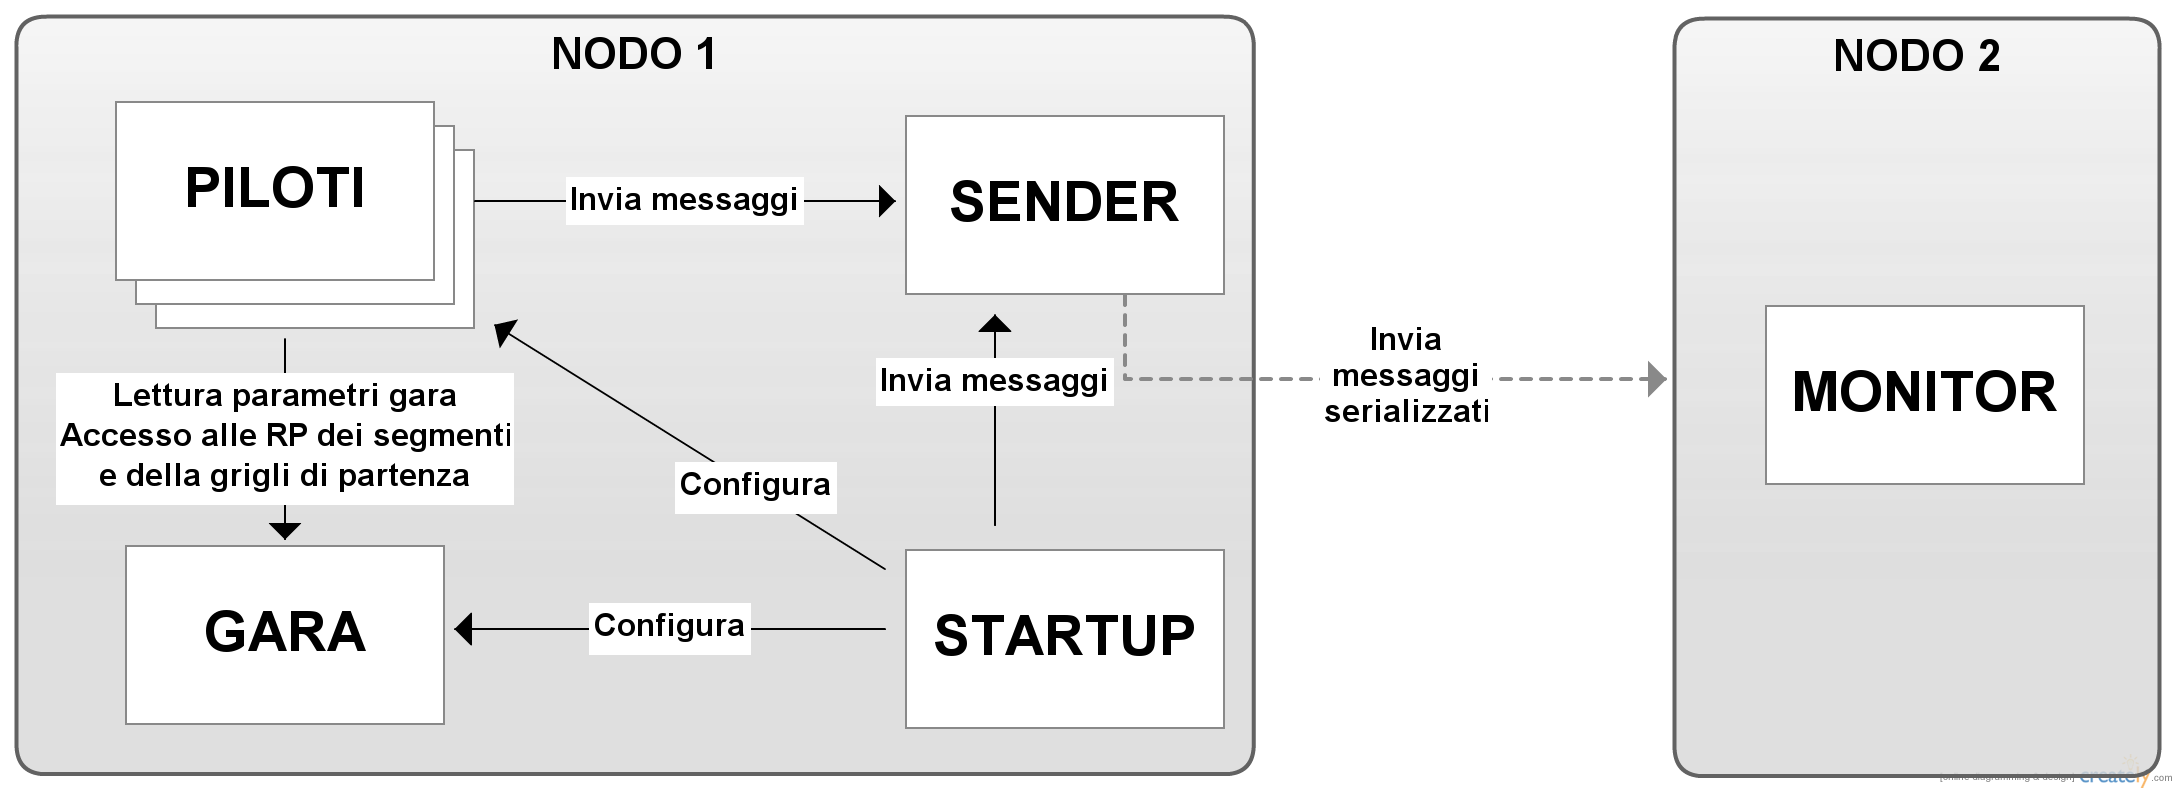 NODO 1
NODO 2
PILOTI
Invia messaggi
SENDER
Lettura parametri gara
Accesso alle RP dei segmenti
e della grigli di partenza
Invia messaggi
Invia
messaggi
serializzati
MONITOR
Configura
GARA
Configura
STARTUP
[online diagramming & design] creately.com